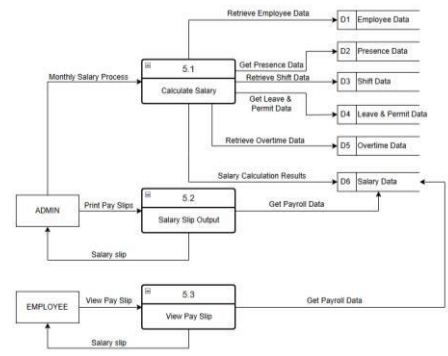 Retrieve Employee Data
D1 Employee Data
5.1
Get Presence Data
D2 Presence Data
Monthly Salary Process
Retrieve Shift Data
D3 Shift Data
Calculate Salary
Get Leave &
Permit Data
D4 Leave & Permit Data
Retrieve Overtime Data
D5 Overtime Data
Salary Calculation Results
D6 Salary Data
5.2
ADMIN
Print Pay Slips
Get Payroll Data
Salary Slip Output
Salary slip
5.3
EMPLOYEE
View Pay Slip
Get Payroll Data
View Pay Slip
Salary slip